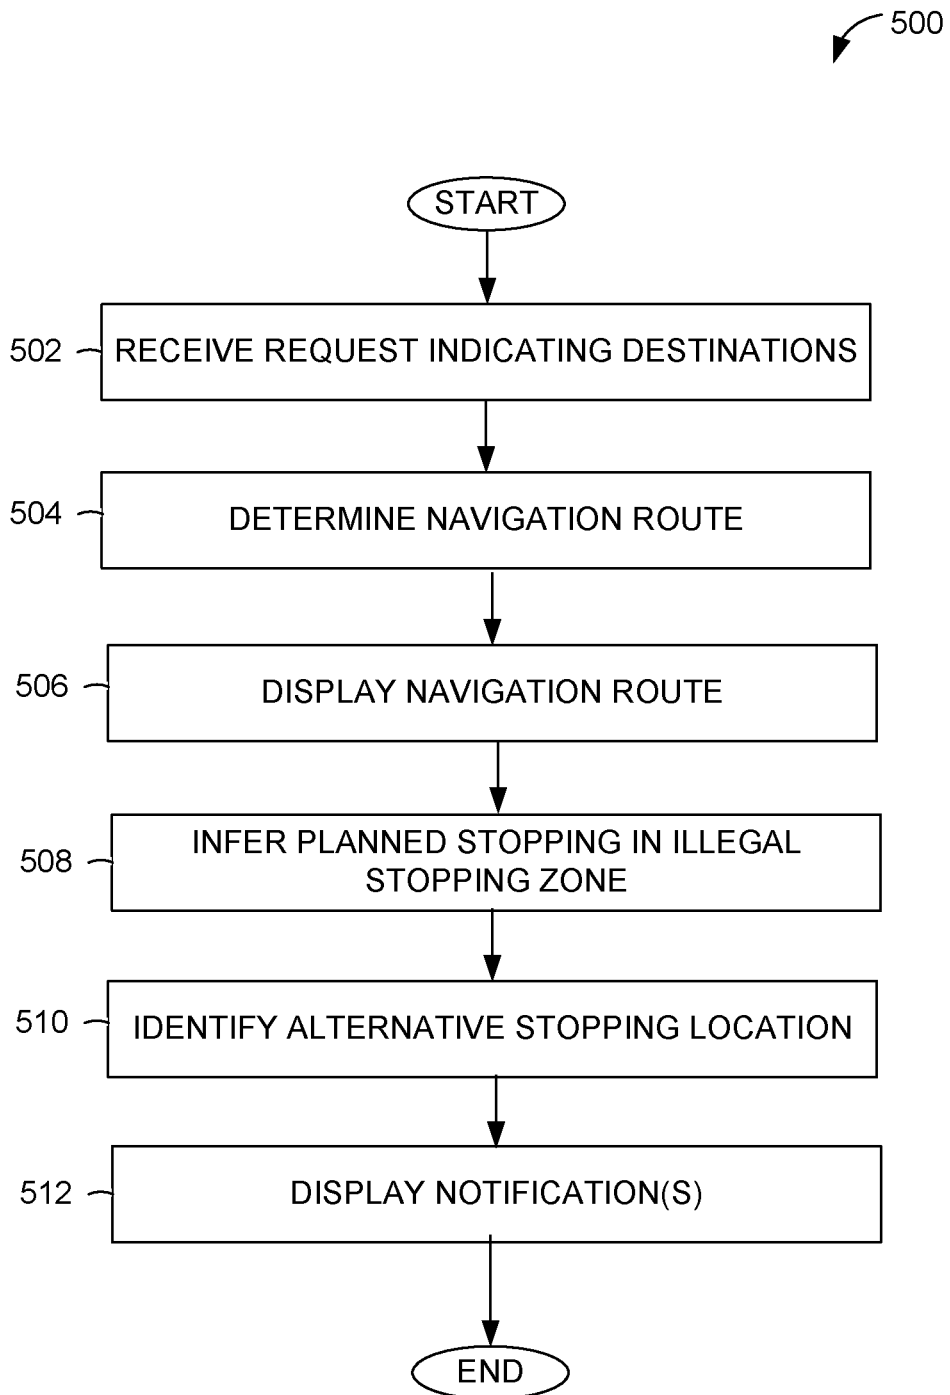 500
START
502
RECEIVE REQUEST INDICATING DESTINATIONS
504
DETERMINE NAVIGATION ROUTE
506
DISPLAY NAVIGATION ROUTE
508
INFER PLANNED STOPPING IN ILLEGAL
STOPPING ZONE
510
IDENTIFY ALTERNATIVE STOPPING LOCATION
512
DISPLAY NOTIFICATION(S)
END